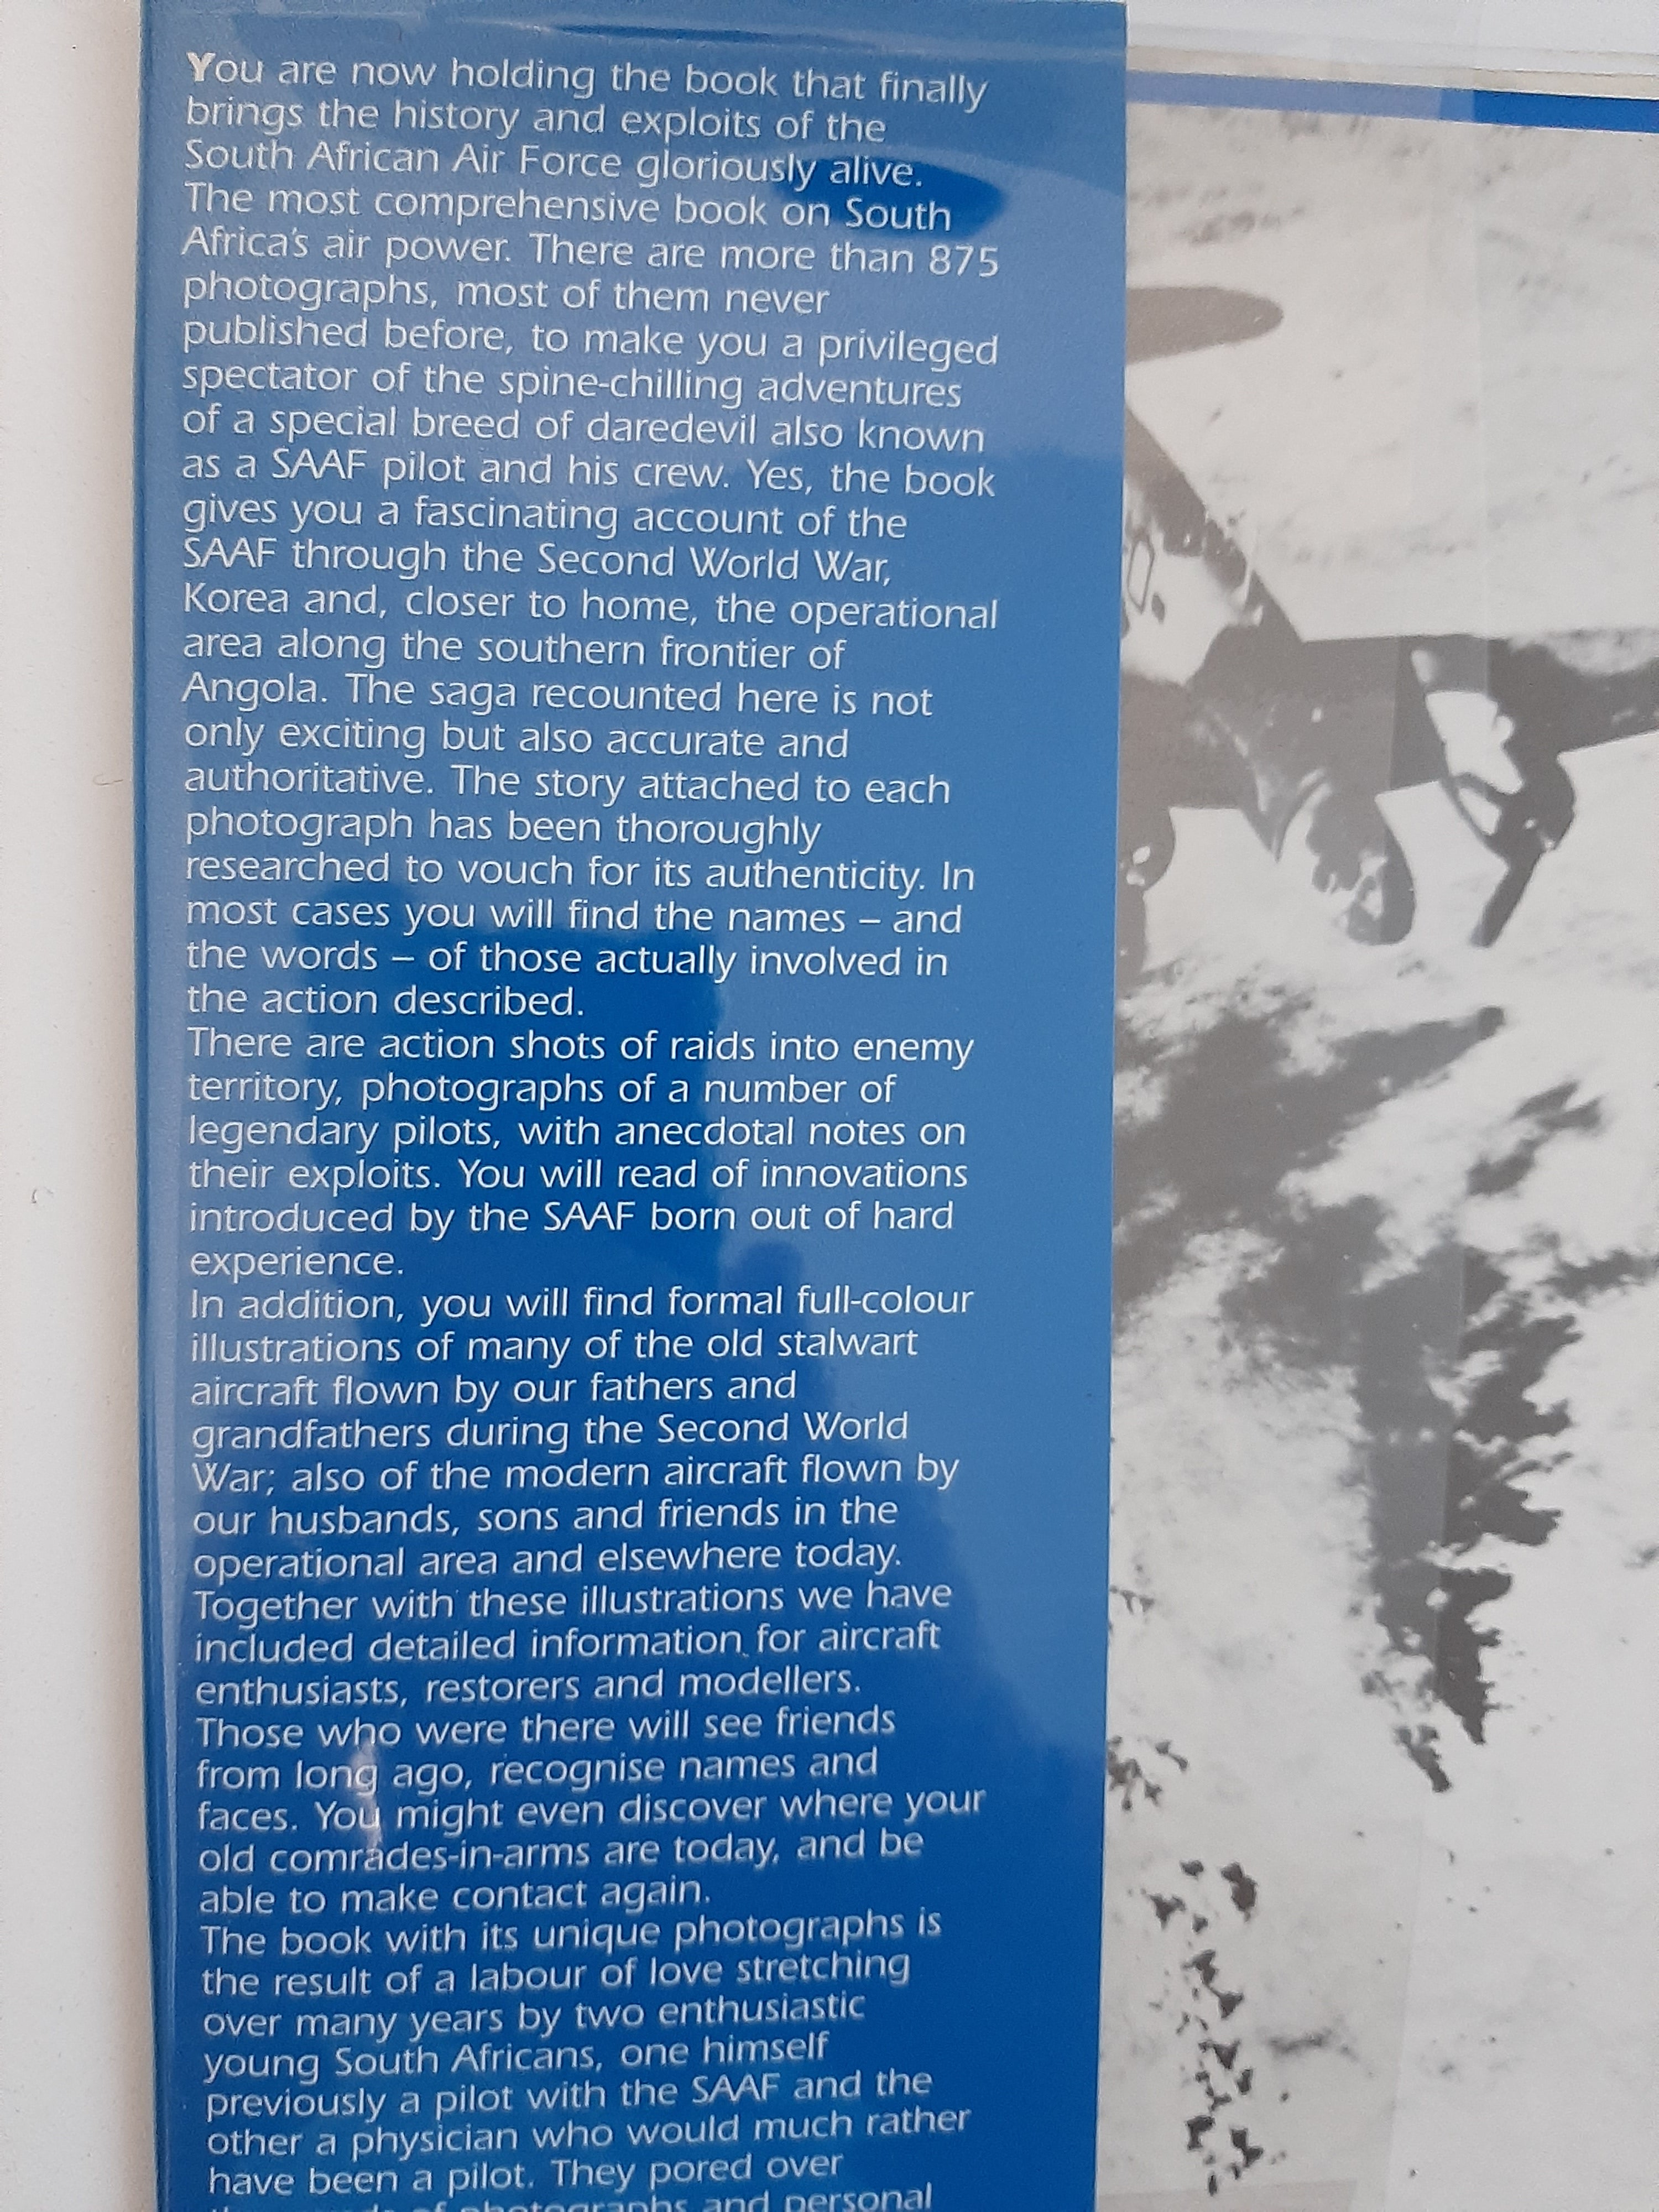 You are now holding the book that finally
brings the history and exploits of the
South African Air Force gloriously alive.
The most comprehensive book on South
Africa's air power. There are more than 875
photographs, most of them never
published before, to make you a privileged
spectator of the spine-chilling adventures
of a special breed of daredevil also known
as a SAAF pilot and his crew. Yes, the book
gives you a fascinating account of the
SAAF through the Second World War,
Korea and, closer to home, the operational
area along the southern frontier of
Angola. The saga recounted here is not
only exciting but also accurate and
authoritative. The story attached to each
photograph has been thoroughly
researched to vouch for its authenticity. In
most cases you will find the names – and
the words – of those actually involved in
the action described.
There are action shots of raids into enemy
territory, photographs of a number of
legendary pilots, with anecdotal notes on
their exploits. You will read of innovations
introduced by the SAAF born out of hard
experience.
In addition, you will find formal full-colour
illustrations of many of the old stalwart
aircraft flown by our fathers and
grandfathers during the Second World
War; also of the modern aircraft flown by
our husbands, sons and friends in the
operational area and elsewhere today.
Together with these illustrations we have
included detailed information for aircraft
enthusiasts, restorers and modellers.
Those who were there will see friends
from long ago, recognise names and
faces. You might even discover where your
old comrades-in-arms are today, and be
able to make contact again.
The book with its unique photographs is
the result of a labour of love stretching
over many years by two enthusiastic
young South Africans, one himself
previously a pilot with the SAAF and the
other a physician who would much rather
have been a pilot. They pored over
of photographs and personal